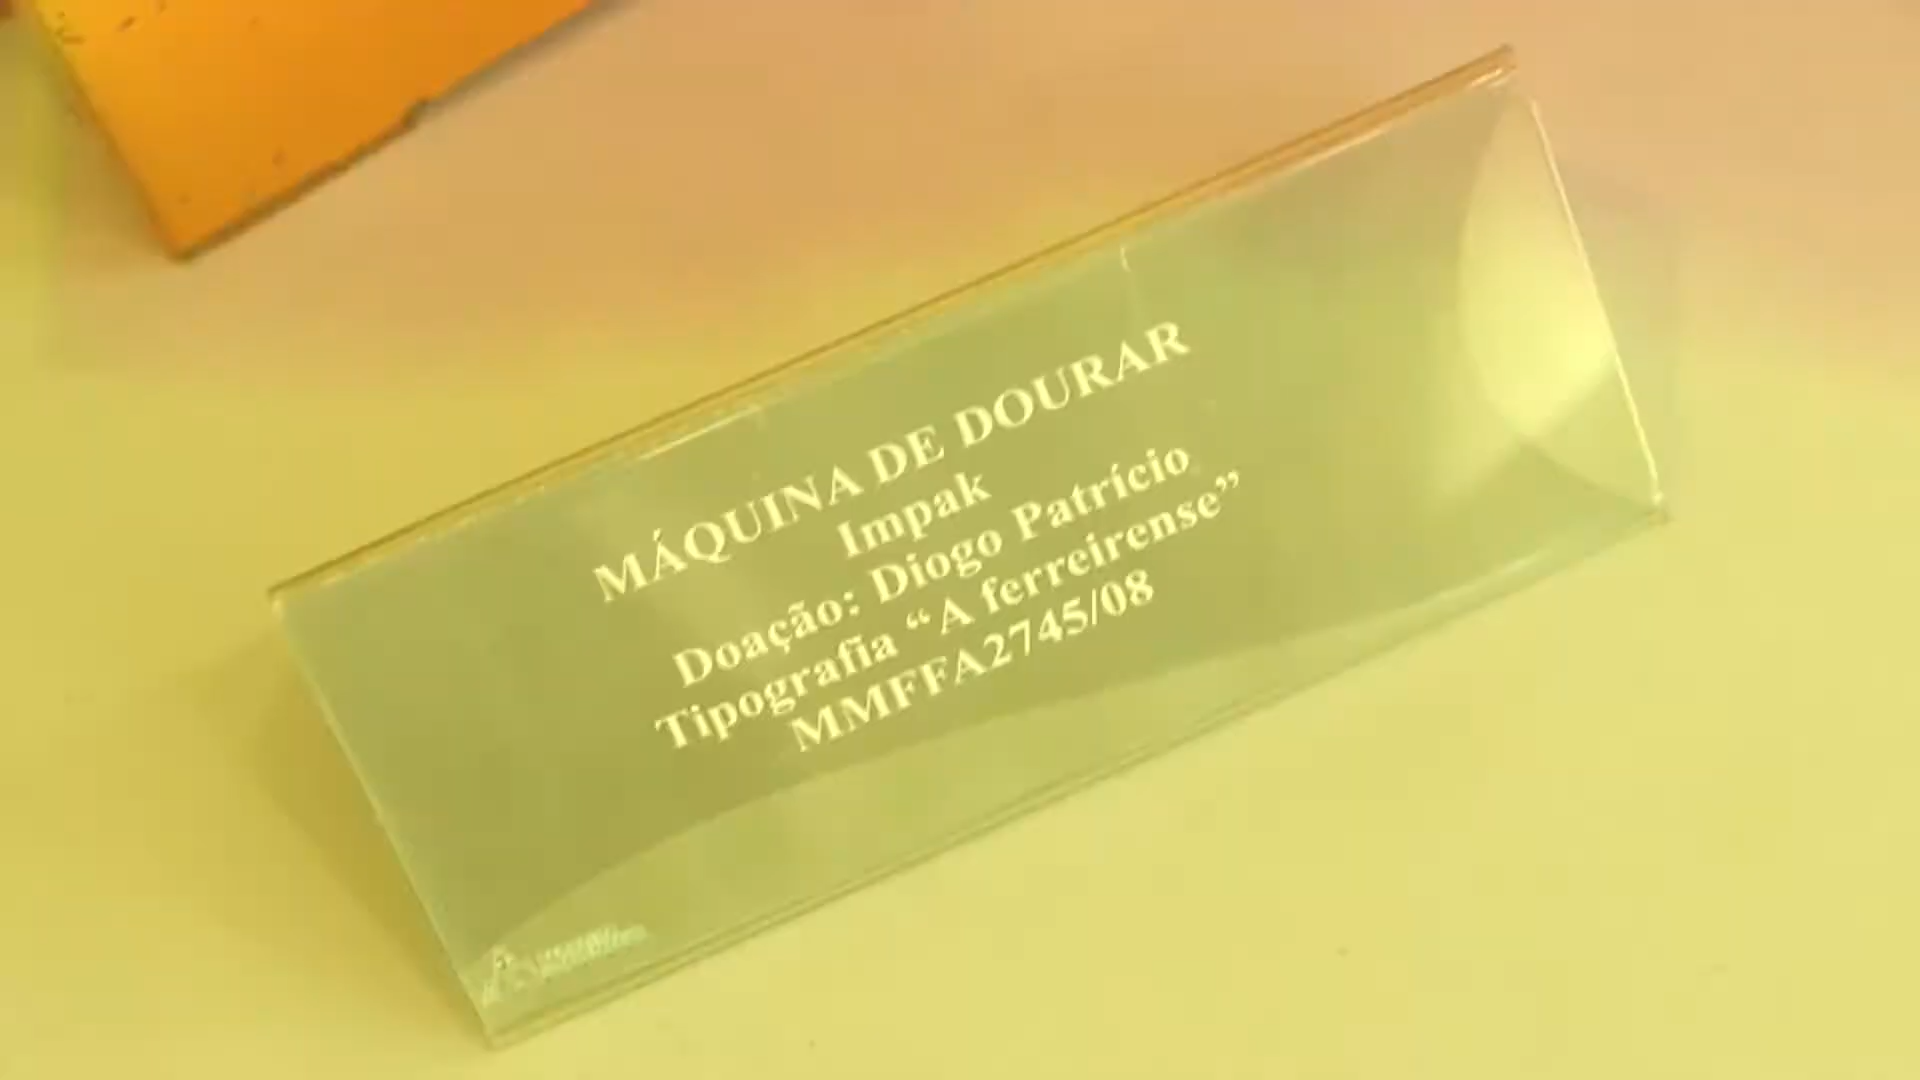 MÁQUINA DE DOURAR
Impak
Doação: Diogo Patrício
Tipografia “A ferreirense”
MMFFA2745/08